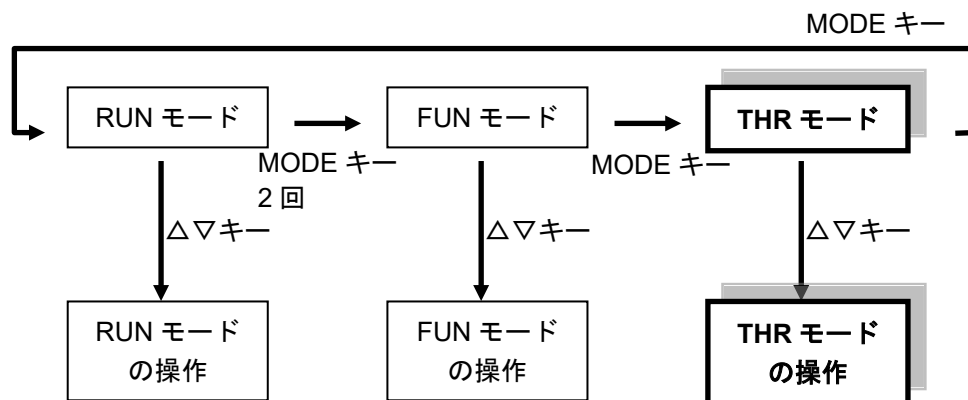 MODE キー
RUN モード
FUN モード
THR モード
MODE キー
2 回
MODE キー
△▽キー
△▽キー
△▽キー
RUN モード
の操作
FUN モード
の操作
THR モード
の操作